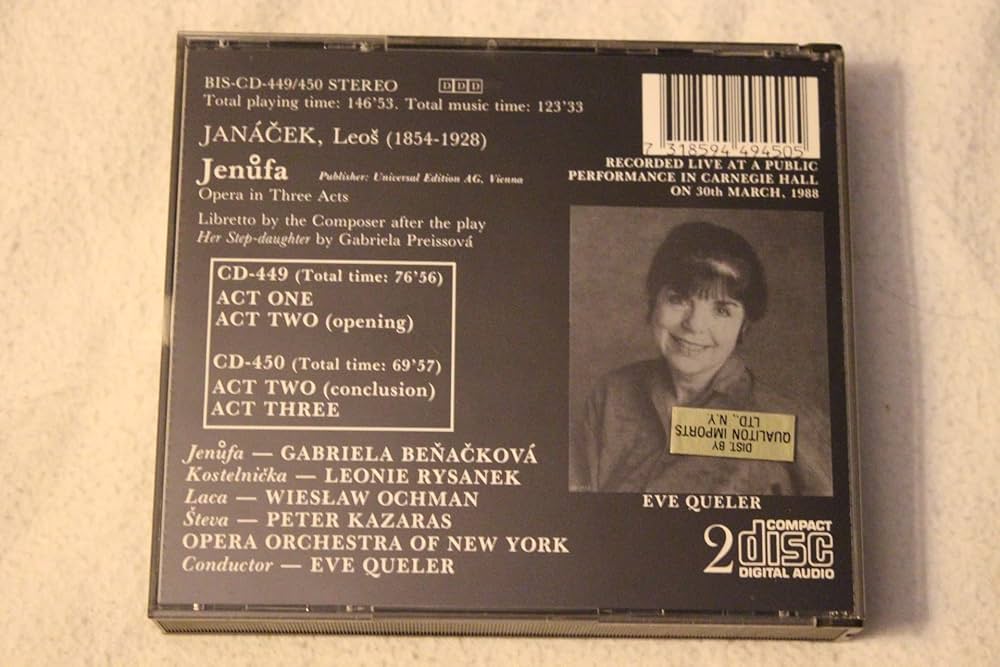 BIS-CD-449/450 STEREO DDD
Total playing time: 146'53. Total music time: 123'33
JANÁČEK, Leoš (1854-1928)
Jenůfa Publisher: Universal Edition AG, Vienna
Opera in Three Acts
Libretto by the Composer after the play
Her Step-daughter by Gabriela Preissová
CD-449 (Total time: 76'56)
ACT ONE
ACT TWO (opening)
CD-450 (Total time: 69'57)
ACT TWO (conclusion)
ACT THREE
Jenůfa — GABRIELA BEŇAČKOVÁ
Kostelnička — LEONIE RYSANEK
Laca — WIESŁAW OCHMAN
Števa — PETER KAZARAS
OPERA ORCHESTRA OF NEW YORK
Conductor — EVE QUELER
7 318594 494505
RECORDED LIVE AT A PUBLIC
PERFORMANCE IN CARNEGIE HALL
ON 30th MARCH, 1988
DIST. BY
QUALITON IMPORTS
LTD., N.Y.
EVE QUELER
2 COMPACT
disc
DIGITAL AUDIO